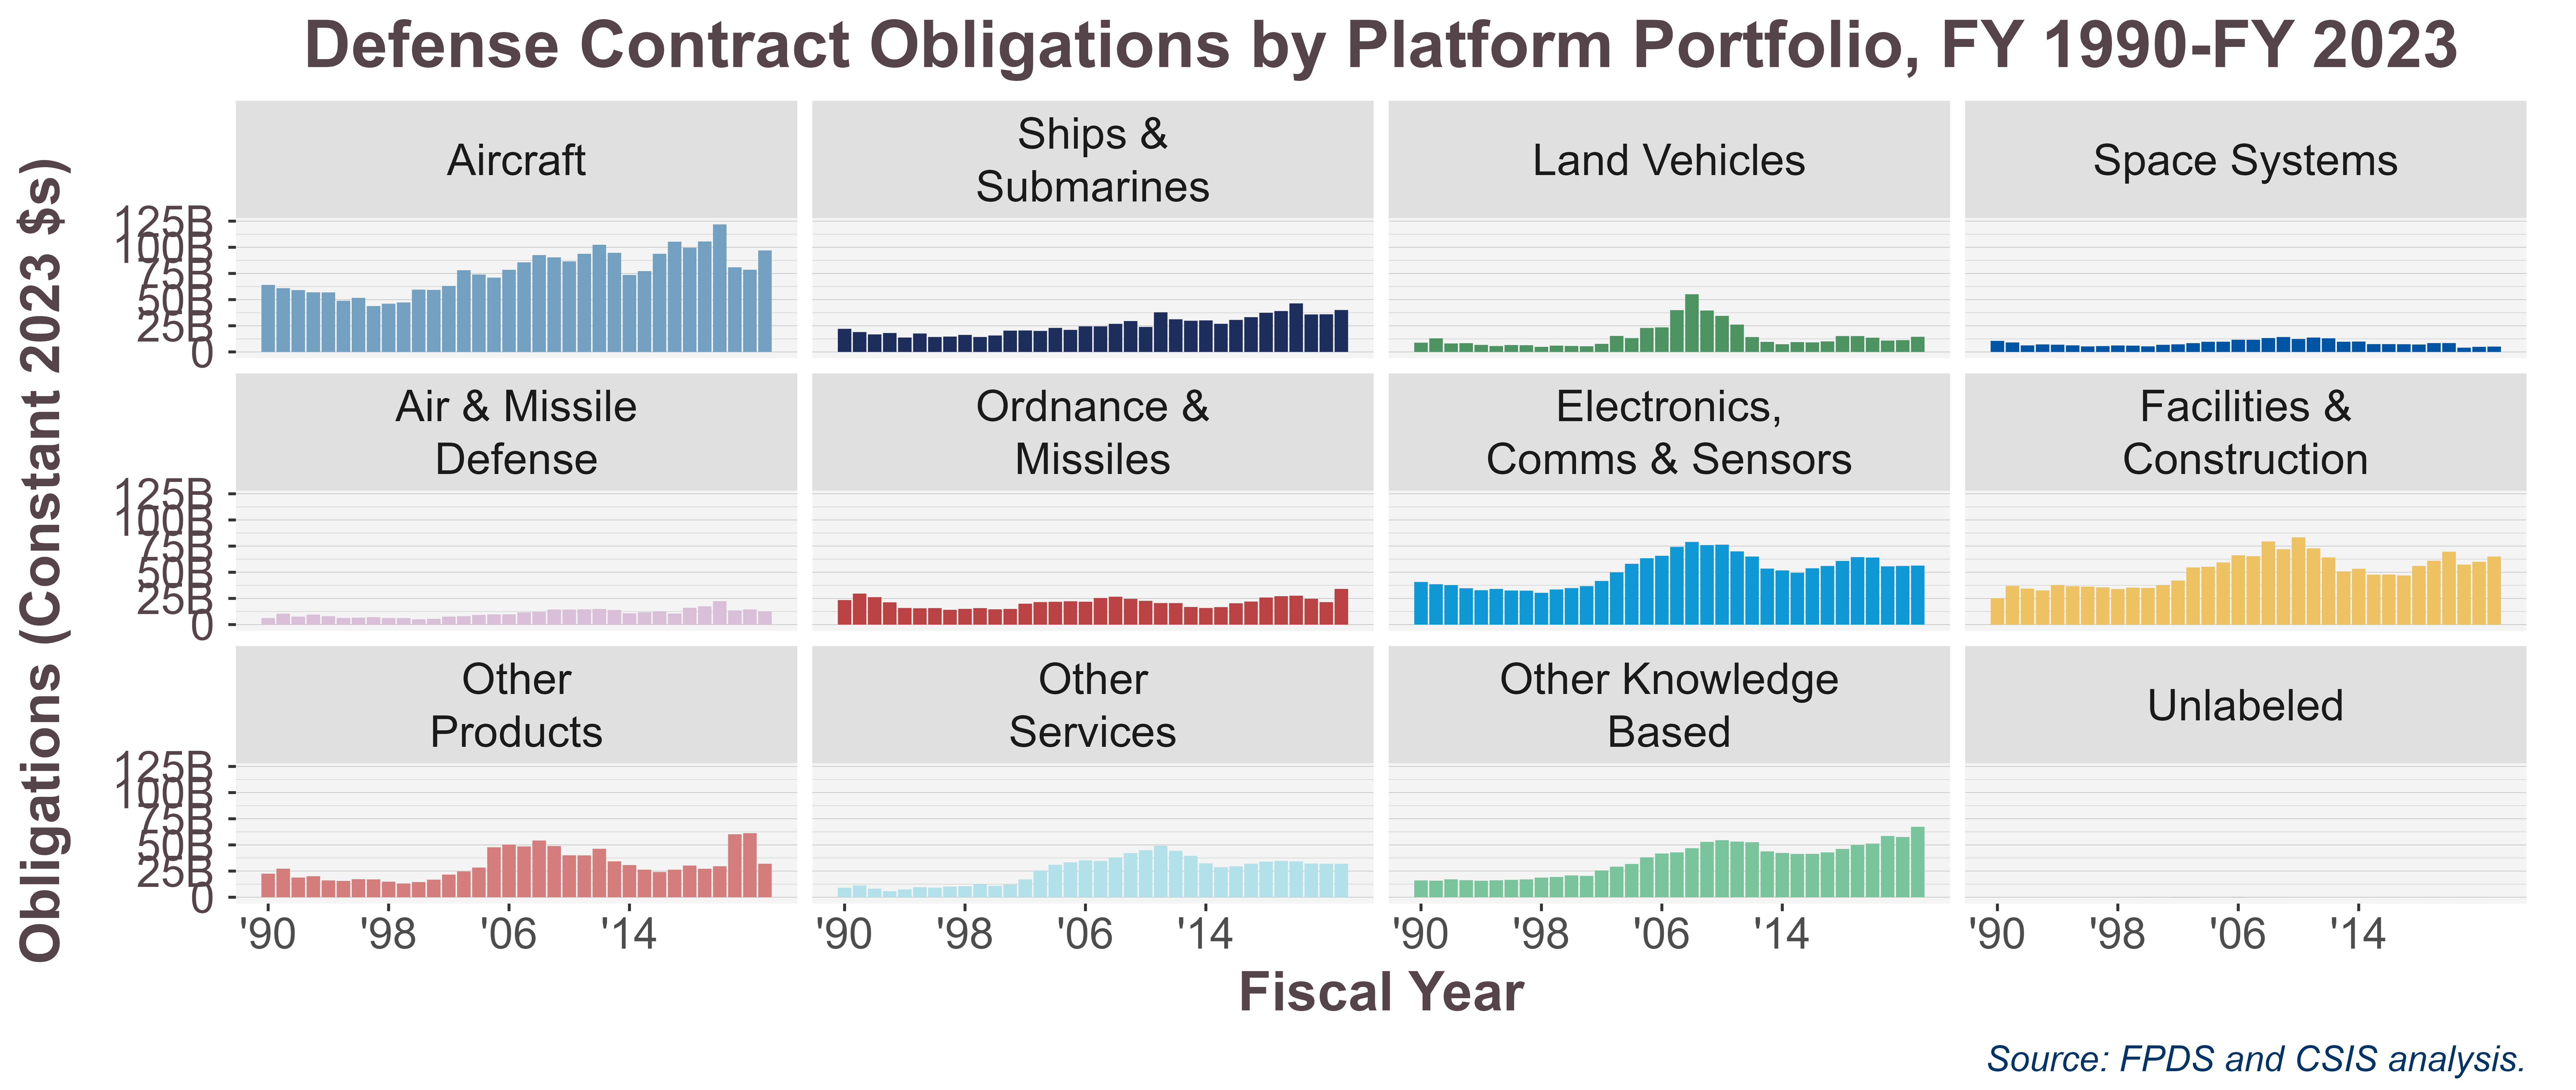 Defense Contract Obligations by Platform Portfolio, FY 1990-FY 2023
Obligations (Constant 2023 $s)
Aircraft
Ships &
Submarines
Land Vehicles
Space Systems
125B
100B
75B
50B
25B
0
Air & Missile
Defense
Ordnance &
Missiles
Electronics,
Comms & Sensors
Facilities &
Construction
125B
100B
75B
50B
25B
0
Other
Products
Other
Services
Other Knowledge
Based
Unlabeled
125B
100B
75B
50B
25B
0
'90 '98 '06 '14 '90 '98 '06 '14 '90 '98 '06 '14 '90 '98 '06 '14
Fiscal Year
Source: FPDS and CSIS analysis.